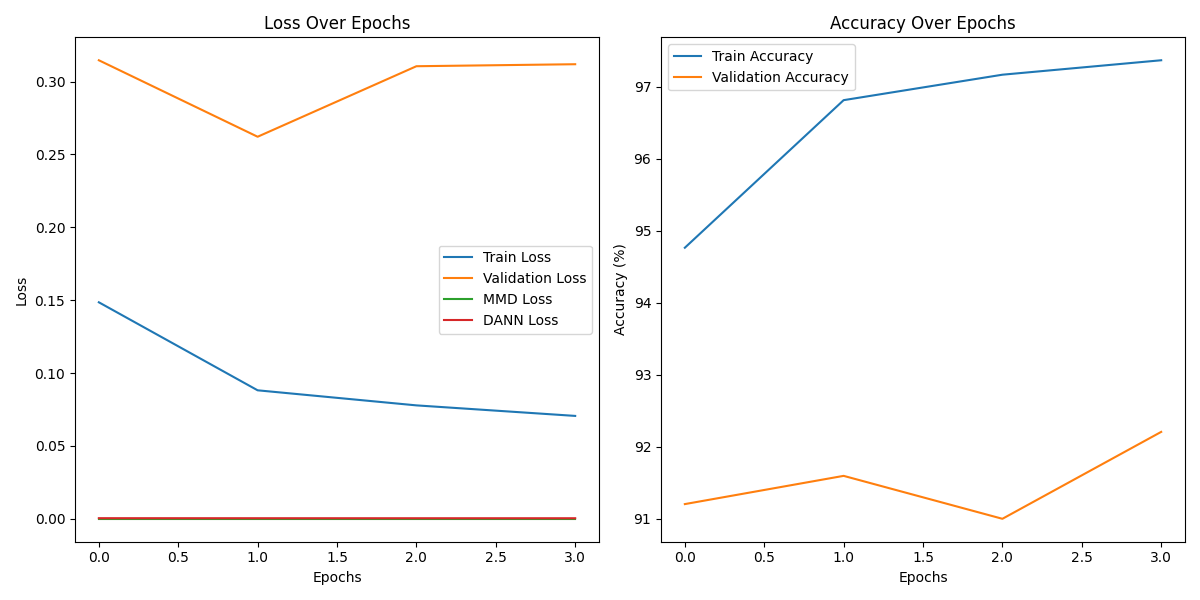 Loss Over Epochs
0.30
0.25
0.20
0.15
0.10
0.05
0.00
Loss
Train Loss
Validation Loss
MMD Loss
DANN Loss
0.0 0.5 1.0 1.5 2.0 2.5 3.0
Epochs
Accuracy Over Epochs
Train Accuracy
Validation Accuracy
97
96
95
94
93
92
91
Accuracy (%)
0.0 0.5 1.0 1.5 2.0 2.5 3.0
Epochs